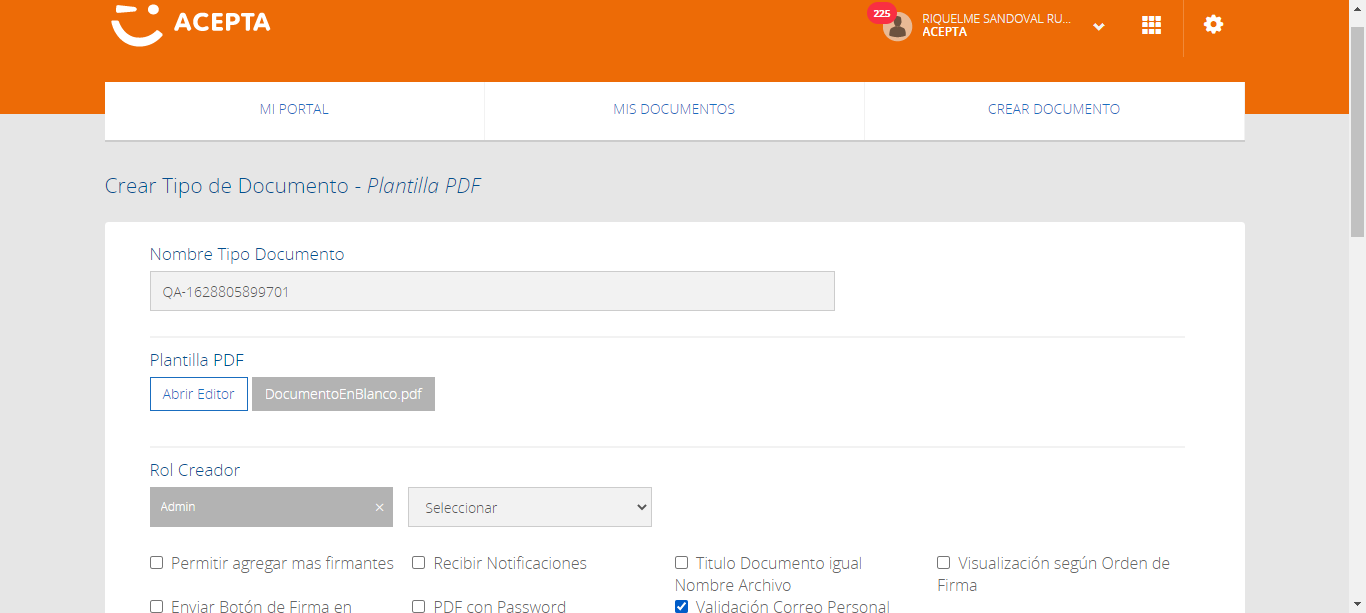 ACEPTA
225
RIQUELME SANDOVAL RU...
ACEPTA
MI PORTAL
MIS DOCUMENTOS
CREAR DOCUMENTO
Crear Tipo de Documento - Plantilla PDF
Nombre Tipo Documento
QA-1628805899701
Plantilla PDF
Abrir Editor
DocumentoEnBlanco.pdf
Rol Creador
Admin ×
Seleccionar
Permitir agregar mas firmantes
Recibir Notificaciones
Titulo Documento igual
Nombre Archivo
Visualización según Orden de
Firma
Enviar Botón de Firma en
PDF con Password
Validación Correo Personal